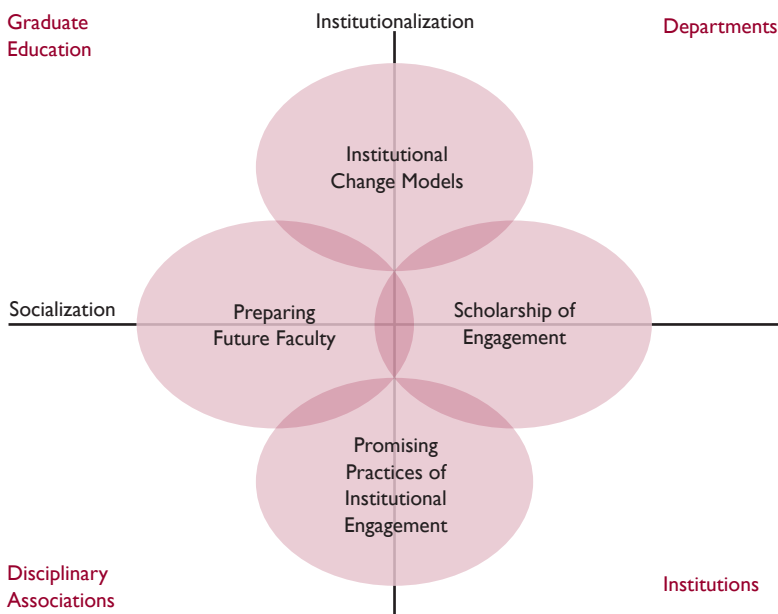 Graduate
Education
Institutionalization
Departments
Institutional
Change Models
Socialization
Preparing
Future Faculty
Scholarship of
Engagement
Promising
Practices of
Institutional
Engagement
Disciplinary
Associations
Institutions